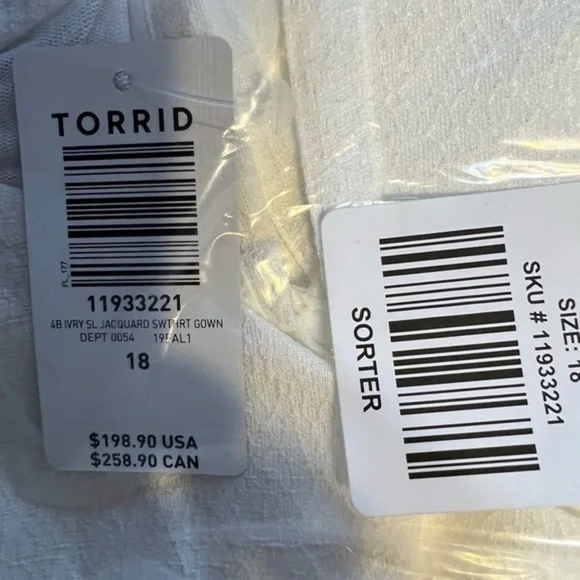 TORRID
FL_177
11933221
4B IVRY SL JACQUARD SWTHRT GOWN
DEPT 0054 19FAL1
18
$198.90 USA
$258.90 CAN
SIZE: 18
SKU # 11933221
SORTER